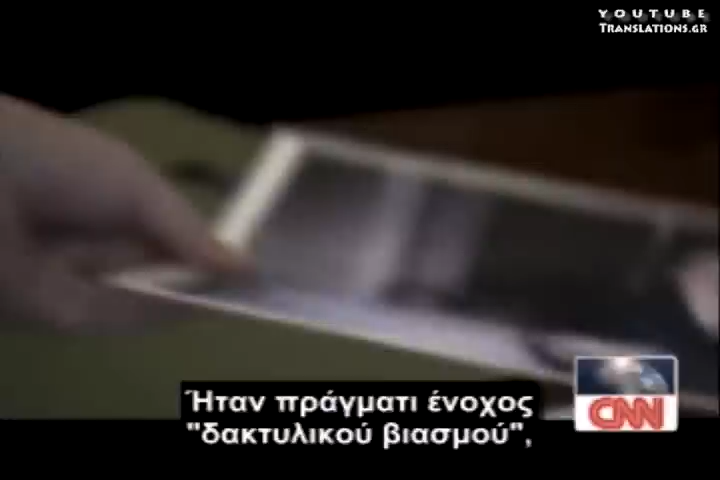 YOUTUBE
TRANSLATIONS.GR
Ήταν πράγματι ένοχος
"δακτυλικού βιασμού",
CNN